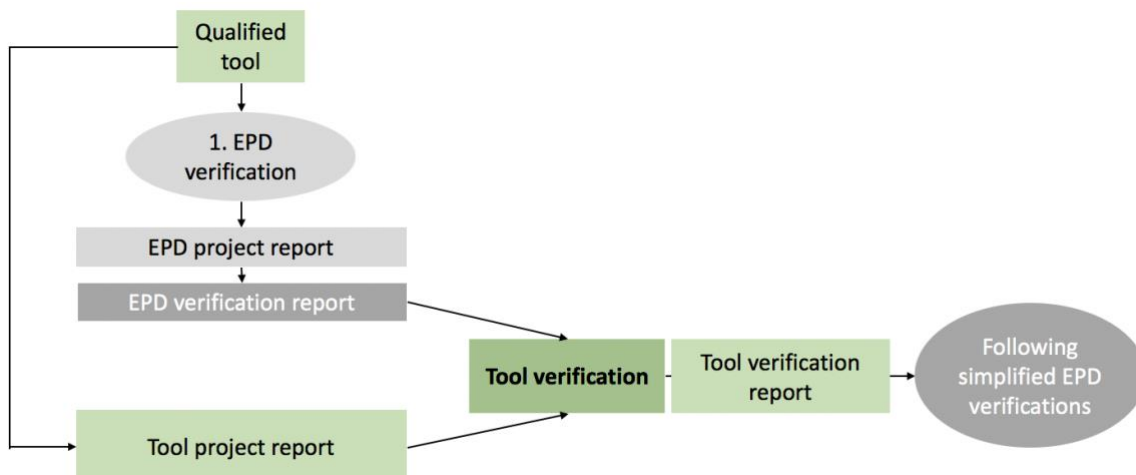 Qualified
tool
1. EPD
verification
EPD project report
EPD verification report
Tool verification
Tool verification
report
Following
simplified EPD
verifications
Tool project report